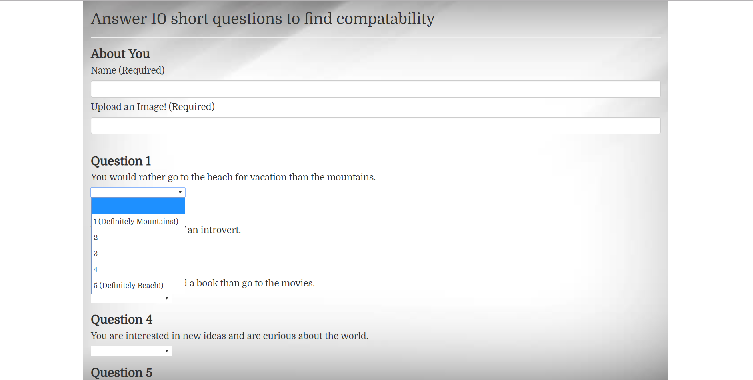 Answer 10 short questions to find compatability
About You
Name (Required)
Upload an Image! (Required)
Question 1
You would rather go to the beach for vacation than the mountains.
1 (Definitely Mountains!)
an introvert.
2
3
4
a book than go to the movies.
5 (Definitely Beach!)
Question 4
You are interested in new ideas and are curious about the world.
Question 5